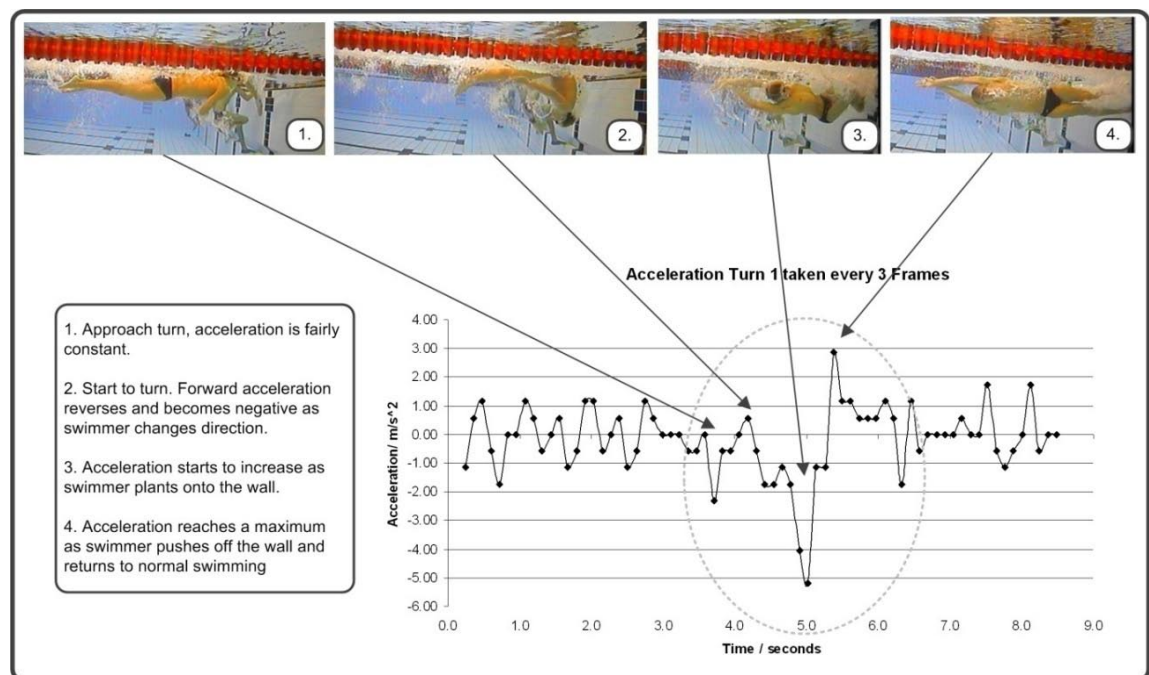 1.
2.
3.
4.
Acceleration Turn 1 taken every 3 Frames
1. Approach turn, acceleration is fairly
constant.
2. Start to turn. Forward acceleration
reverses and becomes negative as
swimmer changes direction.
3. Acceleration starts to increase as
swimmer plants onto the wall.
4. Acceleration reaches a maximum
as swimmer pushes off the wall and
returns to normal swimming
Acceleration/ m/s^2
4.00
3.00
2.00
1.00
0.00
-1.00
-2.00
-3.00
-4.00
-5.00
-6.00
0.0 1.0 2.0 3.0 4.0 5.0 6.0 7.0 8.0 9.0
Time / seconds